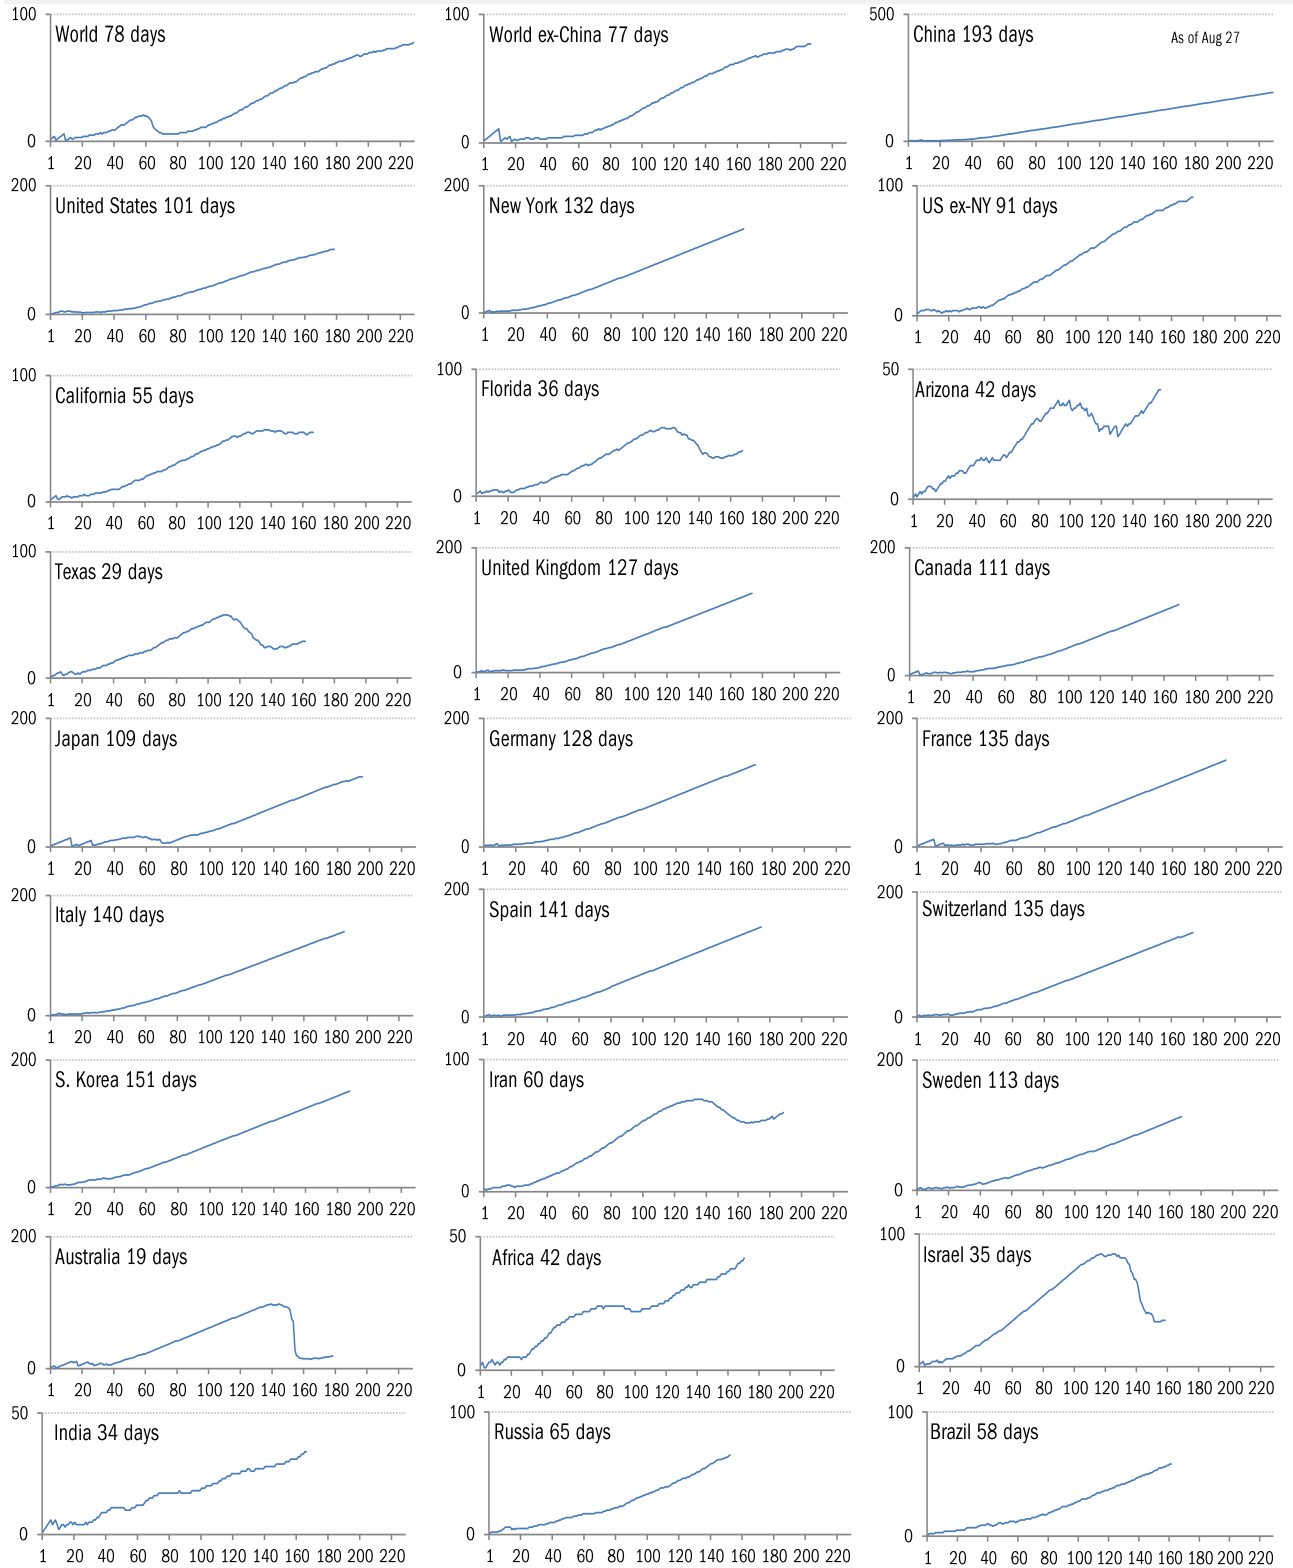 100 100 500
World 78 days World ex-China 77 days China 193 days As of Aug 27
0 0 0
1 20 40 60 80 100 120 140 160 180 200 220 1 20 40 60 80 100 120 140 160 180 200 220 1 20 40 60 80 100 120 140 160 180 200 220
200 200 100
United States 101 days New York 132 days US ex-NY 91 days
0 0 0
1 20 40 60 80 100 120 140 160 180 200 220 1 20 40 60 80 100 120 140 160 180 200 220 1 20 40 60 80 100 120 140 160 180 200 220
100 100 50
California 55 days Florida 36 days Arizona 42 days
0 0 0
1 20 40 60 80 100 120 140 160 180 200 220 1 20 40 60 80 100 120 140 160 180 200 220 1 20 40 60 80 100 120 140 160 180 200 220
100 200 200
Texas 29 days United Kingdom 127 days Canada 111 days
0 0 0
1 20 40 60 80 100 120 140 160 180 200 220 1 20 40 60 80 100 120 140 160 180 200 220 1 20 40 60 80 100 120 140 160 180 200 220
200 200 200
Japan 109 days Germany 128 days France 135 days
0 0 0
1 20 40 60 80 100 120 140 160 180 200 220 1 20 40 60 80 100 120 140 160 180 200 220 1 20 40 60 80 100 120 140 160 180 200 220
200 200 200
Italy 140 days Spain 141 days Switzerland 135 days
0 0 0
1 20 40 60 80 100 120 140 160 180 200 220 1 20 40 60 80 100 120 140 160 180 200 220 1 20 40 60 80 100 120 140 160 180 200 220
200 100 200
S. Korea 151 days Iran 60 days Sweden 113 days
0 0 0
1 20 40 60 80 100 120 140 160 180 200 220 1 20 40 60 80 100 120 140 160 180 200 220 1 20 40 60 80 100 120 140 160 180 200 220
200 50 100
Australia 19 days Africa 42 days Israel 35 days
0 0 0
1 20 40 60 80 100 120 140 160 180 200 220 1 20 40 60 80 100 120 140 160 180 200 220 1 20 40 60 80 100 120 140 160 180 200 220
50 100 100
India 34 days Russia 65 days Brazil 58 days
0 0 0
1 20 40 60 80 100 120 140 160 180 200 220 1 20 40 60 80 100 120 140 160 180 200 220 1 20 40 60 80 100 120 140 160 180 200 220